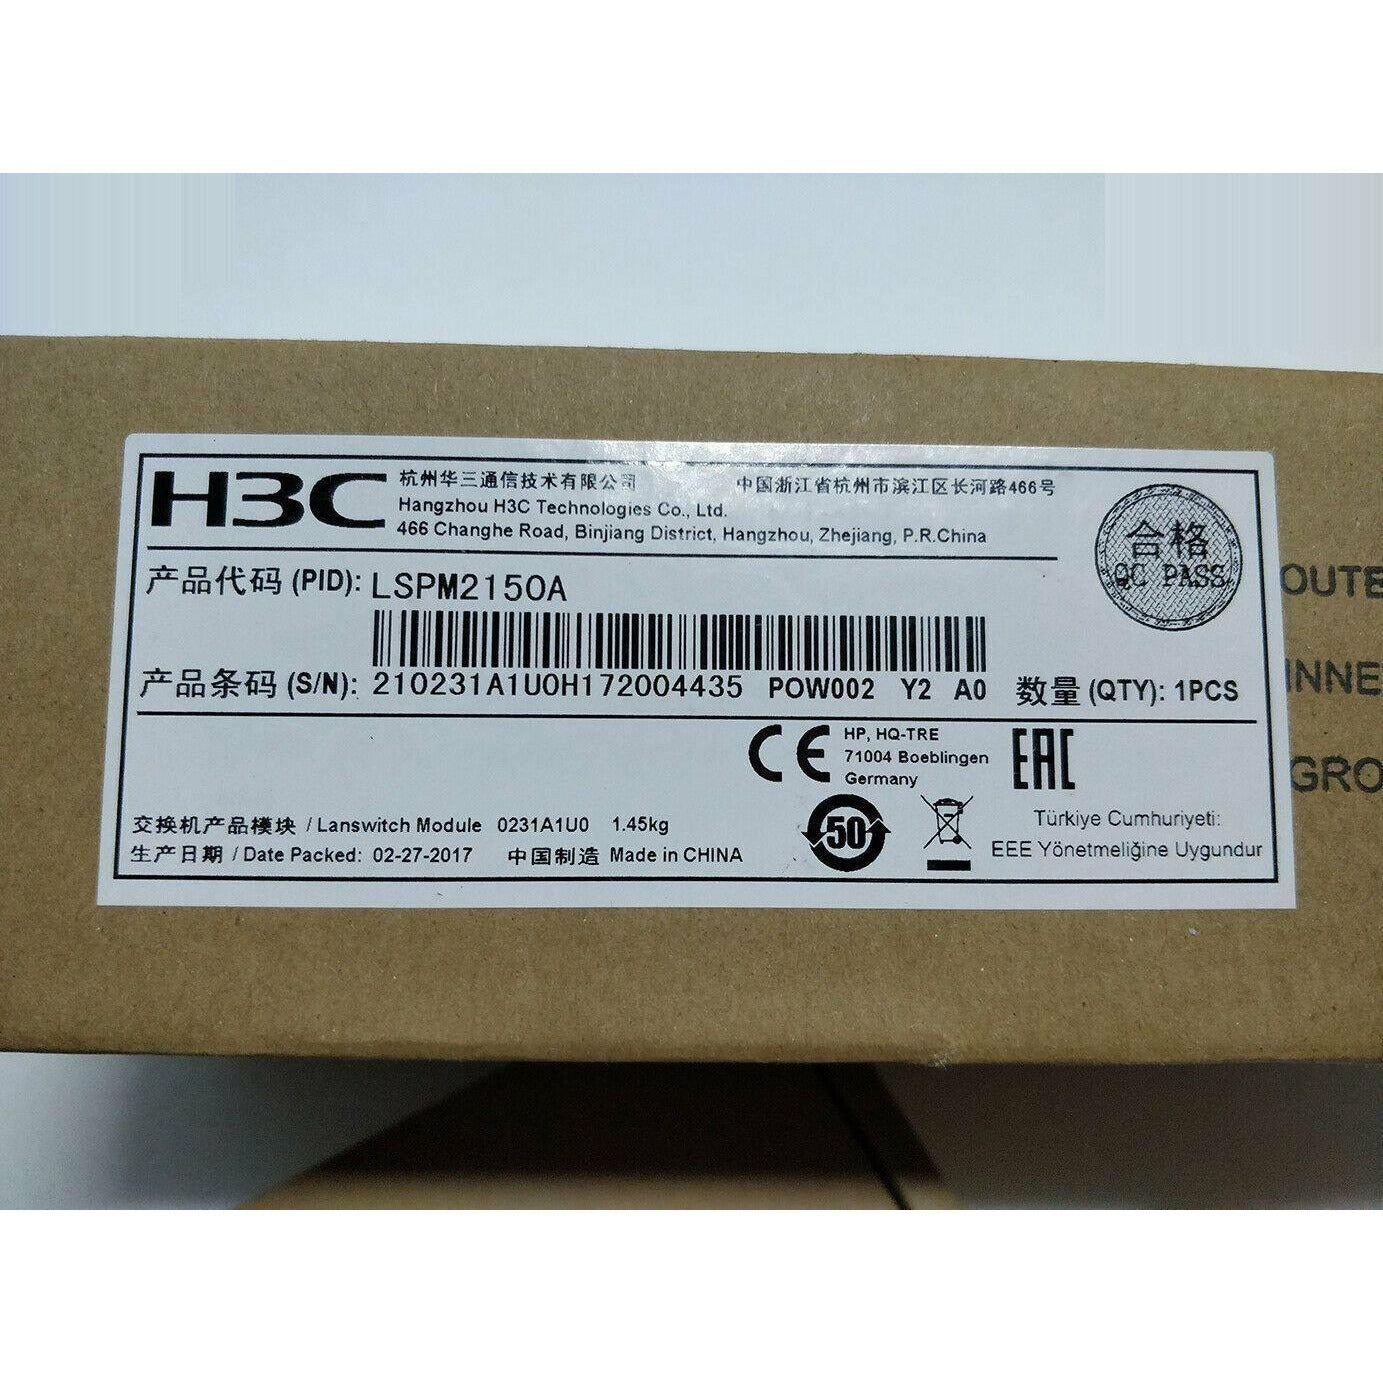 H3C
杭州华三通信技术有限公司 中国浙江省杭州市滨江区长河路466号
Hangzhou H3C Technologies Co., Ltd.
466 Changhe Road, Binjiang District, Hangzhou, Zhejiang, P.R.China
合格
QC PASS
产品代码 (PID): LSPM2150A
产品条码 (S/N): 210231A1U0H172004435 POW002 Y2 A0 数量 (QTY): 1PCS
CE HP, HQ-TRE
71004 Boeblingen
Germany
EAC
交换机产品模块 / Lanswitch Module 0231A1U0 1.45kg
生产日期 / Date Packed: 02-27-2017 中国制造 Made in CHINA
50
Türkiye Cumhuriyeti:
EEE Yönetmeliğine Uygundur
OUTE
INNE
GRO